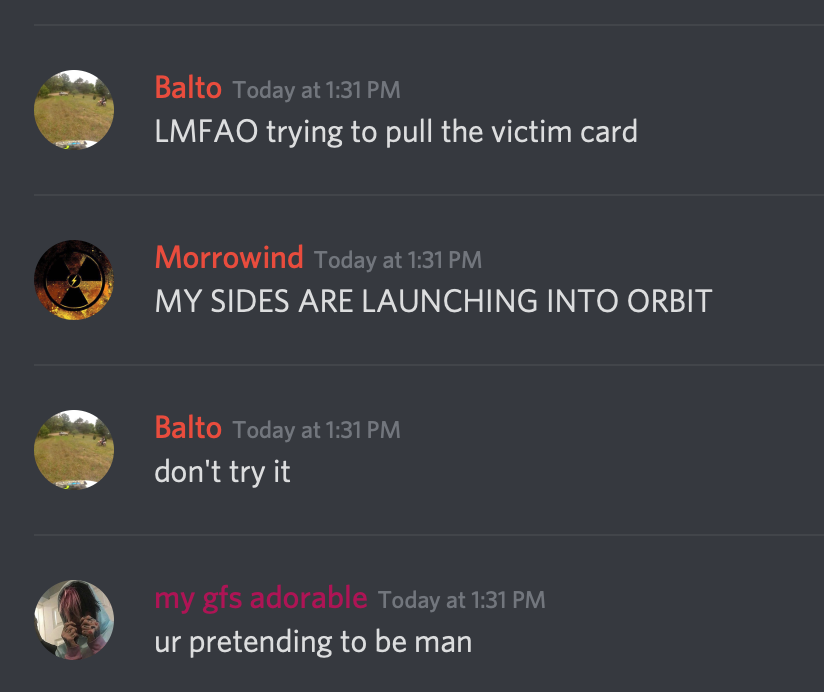 Balto Today at 1:31 PM
LMFAO trying to pull the victim card
Morrowind Today at 1:31 PM
MY SIDES ARE LAUNCHING INTO ORBIT
Balto Today at 1:31 PM
don't try it
my gfs adorable Today at 1:31 PM
ur pretending to be man